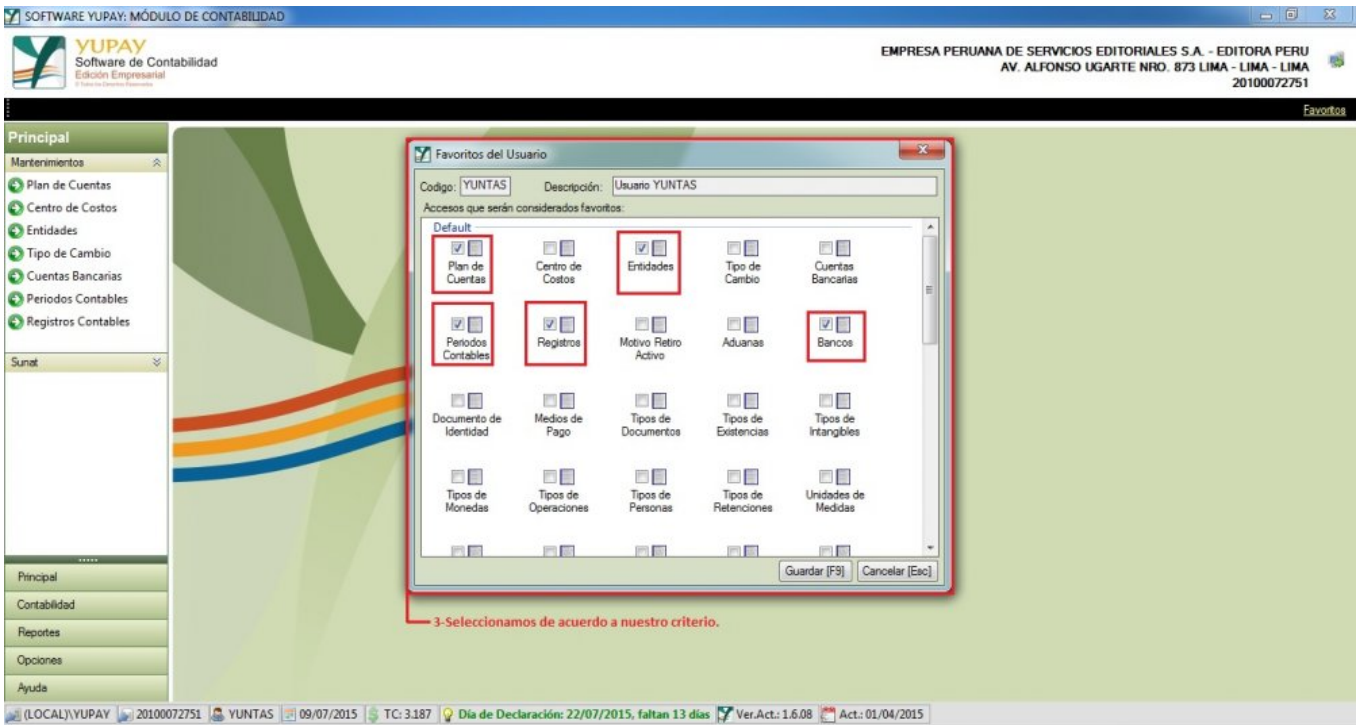 SOFTWARE YUPAY: MÓDULO DE CONTABILIDAD
YUPAY
Software de Contabilidad
Edición Empresarial
EMPRESA PERUANA DE SERVICIOS EDITORIALES S.A. - EDITORA PERU
AV. ALFONSO UGARTE NRO. 873 LIMA - LIMA - LIMA
20100072751
Favoritos
Principal
Mantenimientos
Plan de Cuentas
Centro de Costos
Entidades
Tipo de Cambio
Cuentas Bancarias
Periodos Contables
Registros Contables
Sunat
Principal
Contabilidad
Reportes
Opciones
Ayuda
Favoritos del Usuario
Codigo: YUNTAS Descripción: Usuario YUNTAS
Accesos que serán considerados favoritos:
Default
Plan de Cuentas
Centro de Costos
Entidades
Tipo de Cambio
Cuentas Bancarias
Periodos Contables
Registros
Motivo Retiro Activo
Aduanas
Bancos
Documento de Identidad
Medios de Pago
Tipos de Documentos
Tipos de Existencias
Tipos de Intangibles
Tipos de Monedas
Tipos de Operaciones
Tipos de Personas
Tipos de Retenciones
Unidades de Medidas
Guardar [F9] Cancelar [Esc]
3-Seleccionamos de acuerdo a nuestro criterio.
(LOCAL)\YUPAY 20100072751 YUNTAS 09/07/2015 TC: 3.187 Día de Declaración: 22/07/2015, faltan 13 días Ver.Act.: 1.6.08 Act.: 01/04/2015